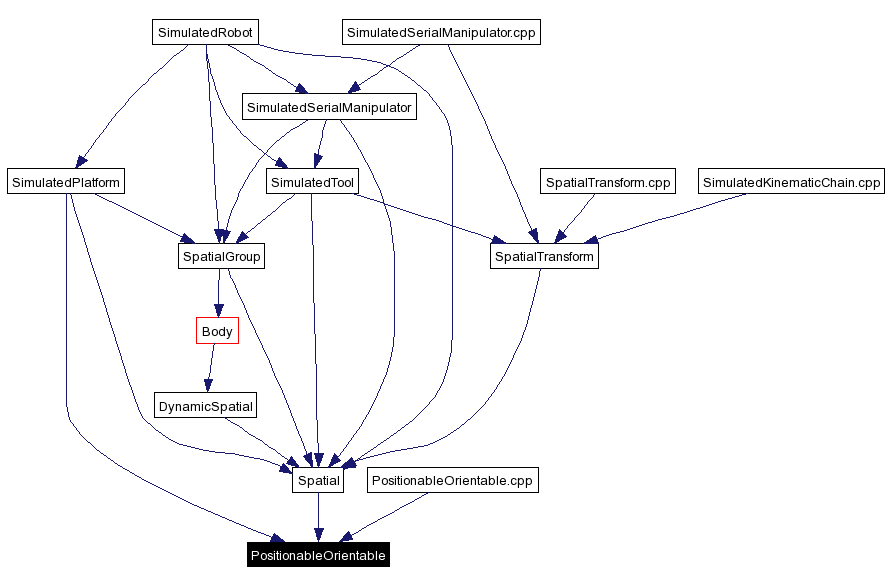 SimulatedRobot
SimulatedSerialManipulator.cpp
SimulatedSerialManipulator
SimulatedPlatform
SimulatedTool
SpatialTransform.cpp
SimulatedKinematicChain.cpp
SpatialGroup
SpatialTransform
Body
DynamicSpatial
Spatial
PositionableOrientable.cpp
PositionableOrientable